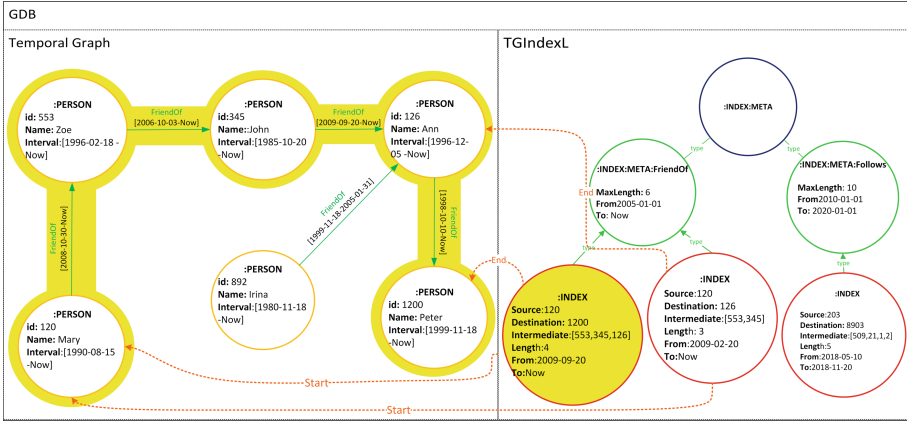 GDB
Temporal Graph
:PERSON
id: 553
Name: Zoe
Interval:[1996-02-18 -
Now]
FriendOf
[2006-10-03-Now]
:PERSON
id:345
Name::John
Interval:[1985-10-20
-Now]
FriendOf
[2009-09-20-Now]
:PERSON
id: 126
Name: Ann
Interval:[1996-12-
05 -Now]
FriendOf
[2008-10-30-Now]
FriendOf
[1999-11-18-2005-01-31]
FriendOf
[1998-10-10-Now]
:PERSON
id: 892
Name: Irina
Interval:[1980-11-18
-Now]
:PERSON
id: 120
Name: Mary
Interval:[1990-08-15
-Now]
:PERSON
id: 1200
Name: Peter
Interval:[1999-11-18-
Now]
Start
Start
End
End
TGIndexL
:INDEX:META
type
type
:INDEX:META:FriendOf
MaxLength: 6
From2005-01-01
To: Now
:INDEX:META:Follows
MaxLength: 10
From2010-01-01
To: 2020-01-01
type
type
type
:INDEX
Source:120
Destination: 1200
Intermediate:[553,345,126]
Length:4
From:2009-09-20
To:Now
:INDEX
Source:120
Destination: 126
Intermediate:[553,345]
Length: 3
From:2009-02-20
To:Now
:INDEX
Source:203
Destination: 8903
Intermediate:[509,21,1,2]
Length:5
From:2018-05-10
To:2018-11-20